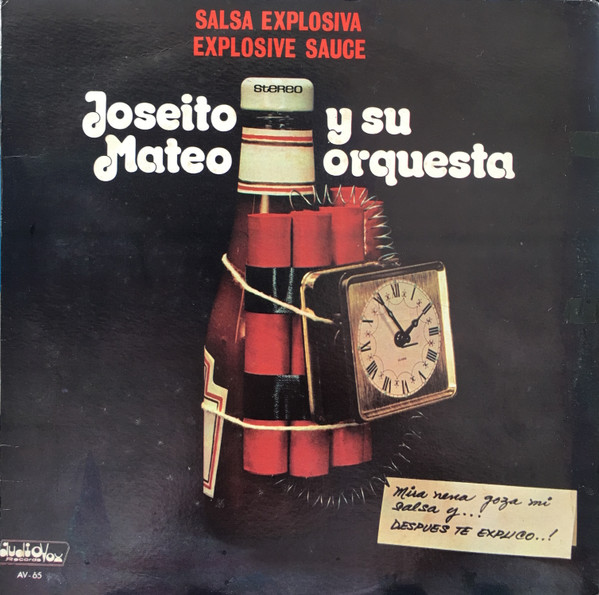 SALSA EXPLOSIVA
EXPLOSIVE SAUCE
stereo
Joseito y su
Mateo orquesta
Mira nena goza mi
salsa y...!
DESPUES TE EXPLICO..!
audioVox
Records
AV-65